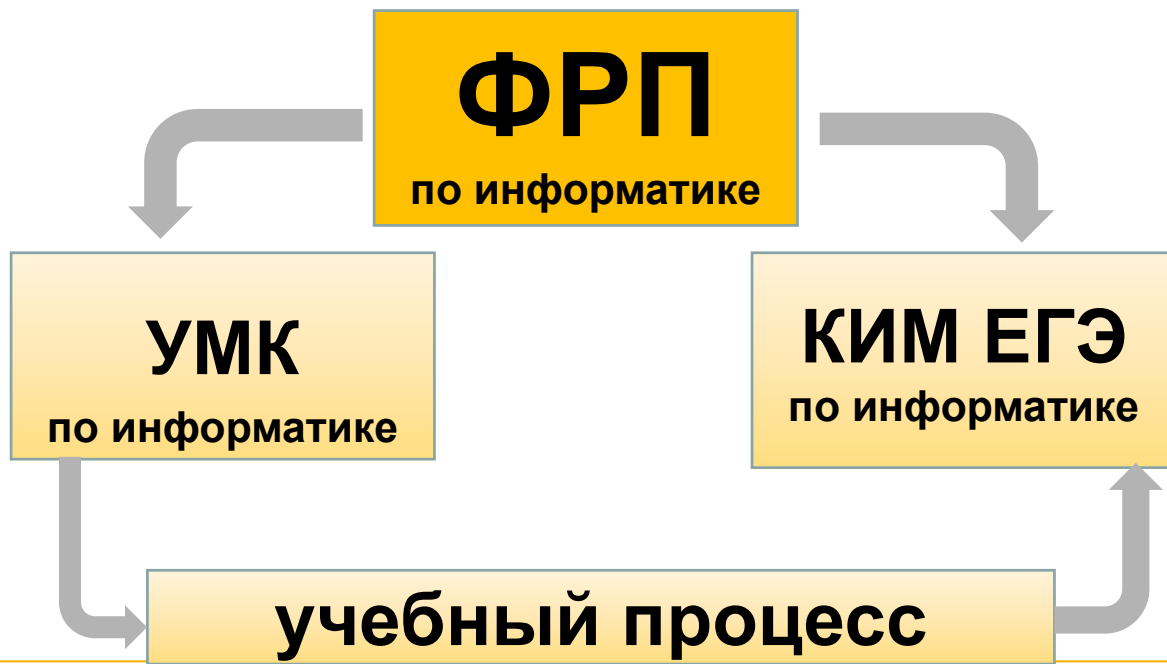 ФРП
по информатике
УМК
по информатике
КИМ ЕГЭ
по информатике
учебный процесс